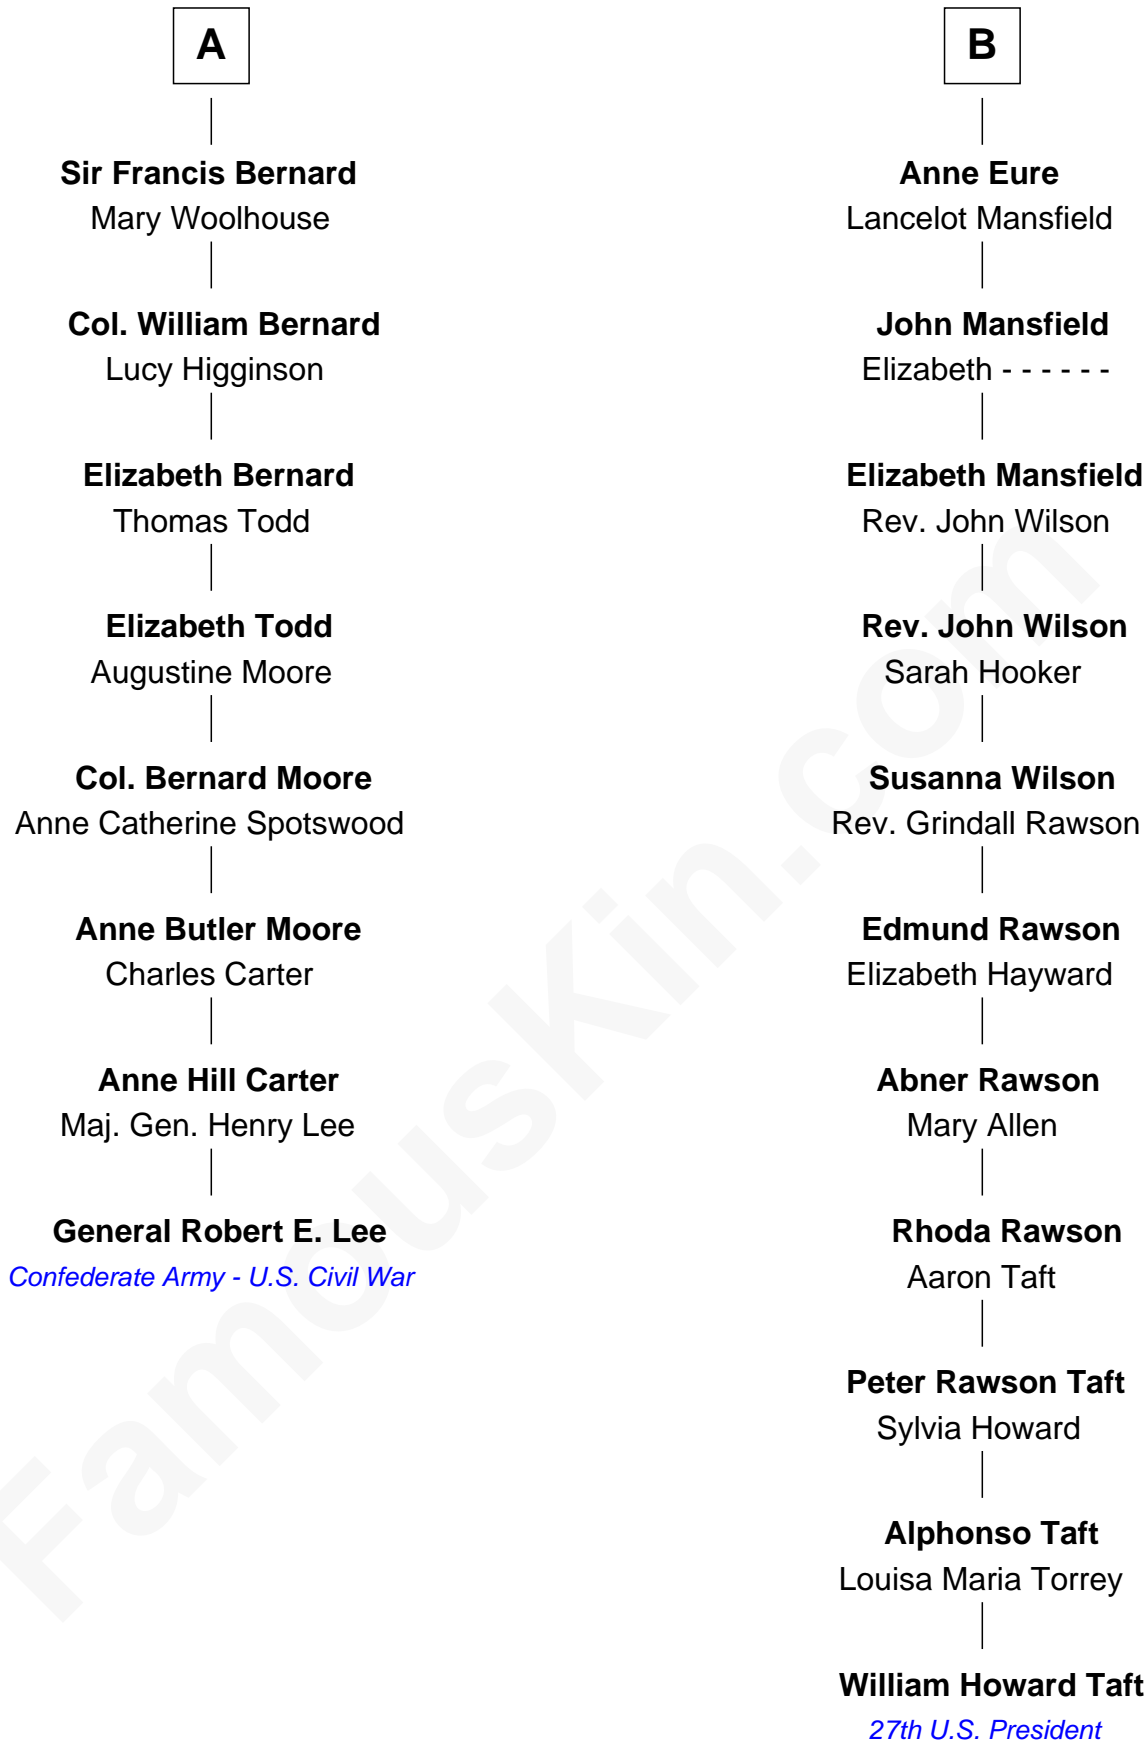 A
Sir Francis Bernard
Mary Woolhouse
Col. William Bernard
Lucy Higginson
Elizabeth Bernard
Thomas Todd
Elizabeth Todd
Augustine Moore
Col. Bernard Moore
Anne Catherine Spotswood
Anne Butler Moore
Charles Carter
Anne Hill Carter
Maj. Gen. Henry Lee
General Robert E. Lee
Confederate Army - U.S. Civil War
B
Anne Eure
Lancelot Mansfield
John Mansfield
Elizabeth - - - - - -
Elizabeth Mansfield
Rev. John Wilson
Rev. John Wilson
Sarah Hooker
Susanna Wilson
Rev. Grindall Rawson
Edmund Rawson
Elizabeth Hayward
Abner Rawson
Mary Allen
Rhoda Rawson
Aaron Taft
Peter Rawson Taft
Sylvia Howard
Alphonso Taft
Louisa Maria Torrey
William Howard Taft
27th U.S. President
FamousKin.com